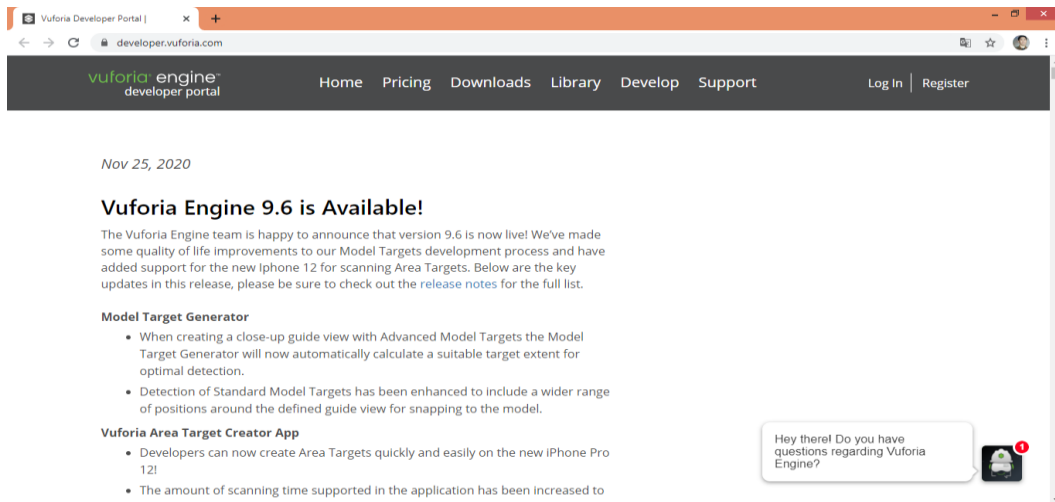 Vuforia Developer Portal |
developer.vuforia.com
vuforia engine
developer portal
Home Pricing Downloads Library Develop Support Log In Register
Nov 25, 2020
Vuforia Engine 9.6 is Available!
The Vuforia Engine team is happy to announce that version 9.6 is now live! We've made
some quality of life improvements to our Model Targets development process and have
added support for the new Iphone 12 for scanning Area Targets. Below are the key
updates in this release, please be sure to check out the release notes for the full list.
Model Target Generator
• When creating a close-up guide view with Advanced Model Targets the Model
Target Generator will now automatically calculate a suitable target extent for
optimal detection.
• Detection of Standard Model Targets has been enhanced to include a wider range
of positions around the defined guide view for snapping to the model.
Vuforia Area Target Creator App
• Developers can now create Area Targets quickly and easily on the new iPhone Pro
12!
• The amount of scanning time supported in the application has been increased to
Hey there! Do you have
questions regarding Vuforia
Engine?
1